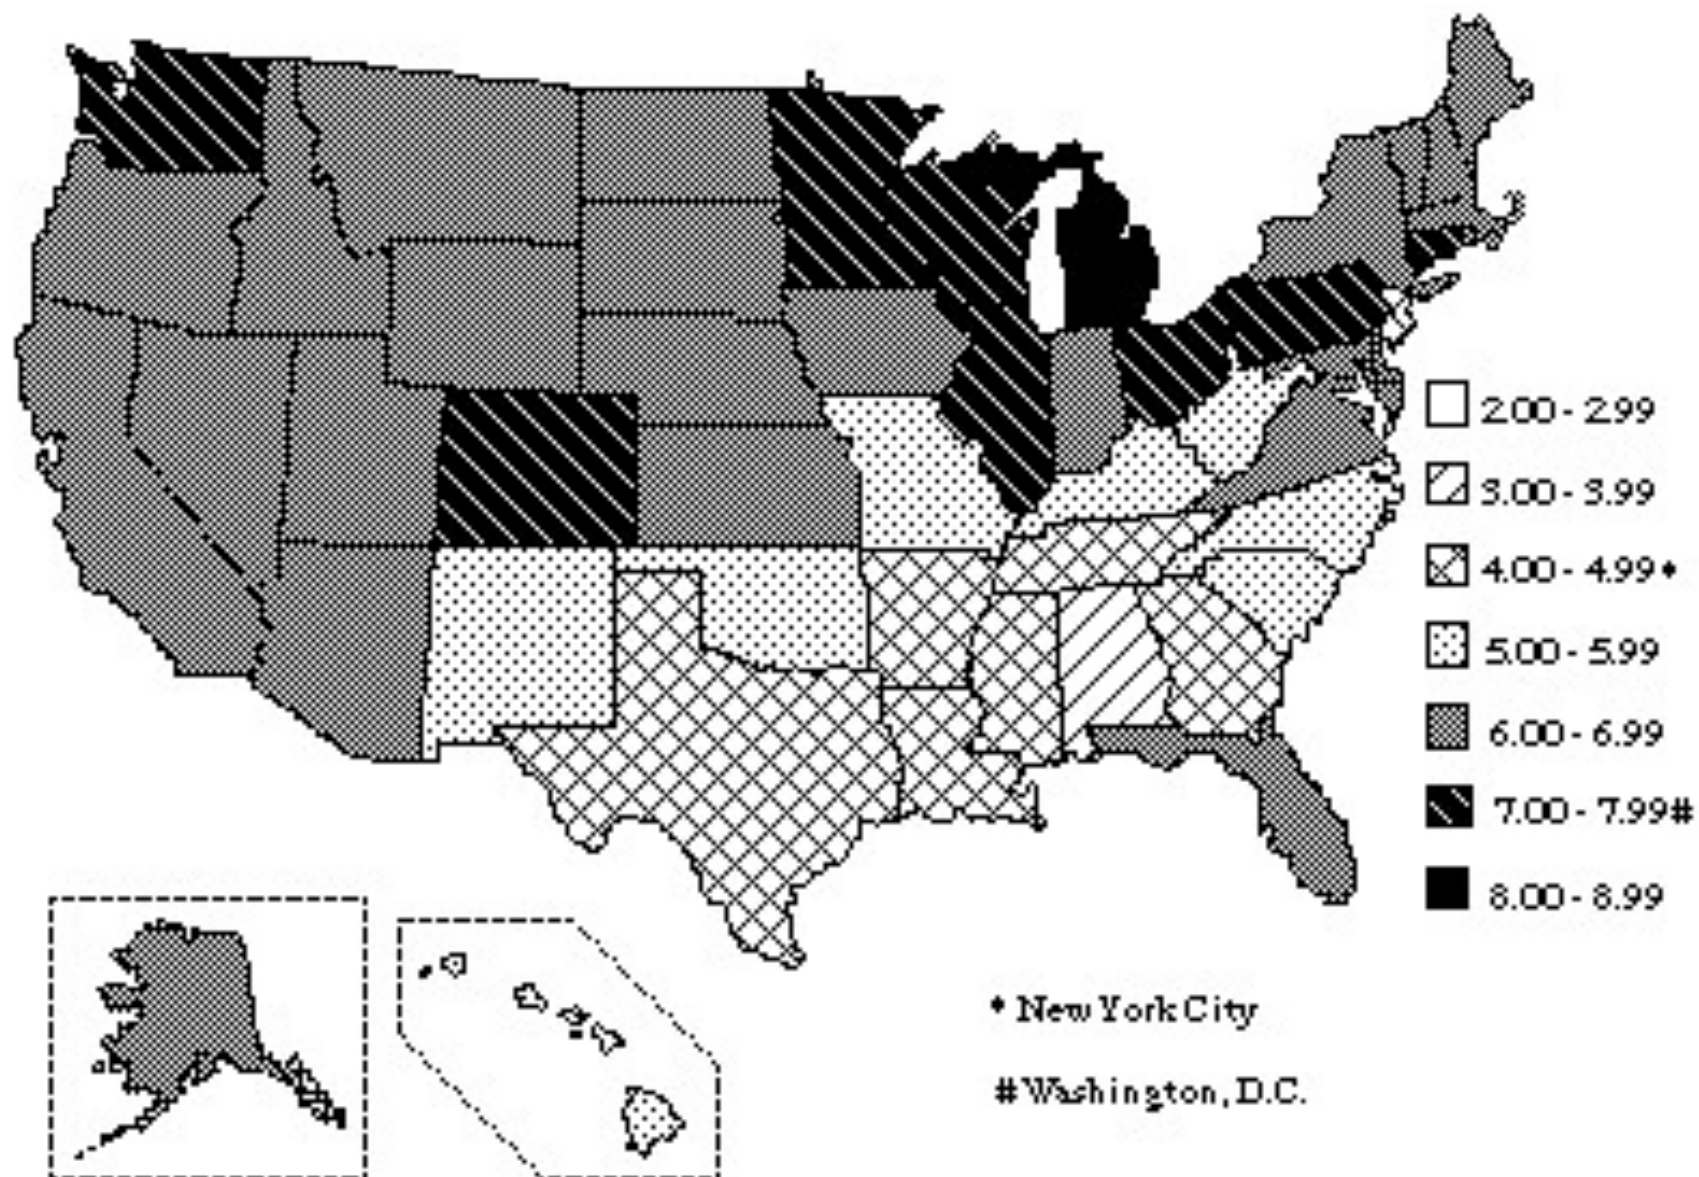 2.00 - 2.99
3.00 - 3.99
4.00 - 4.99 •
5.00 - 5.99
6.00 - 6.99
7.00 - 7.99#
8.00 - 8.99
• New York City
# Washington, D.C.